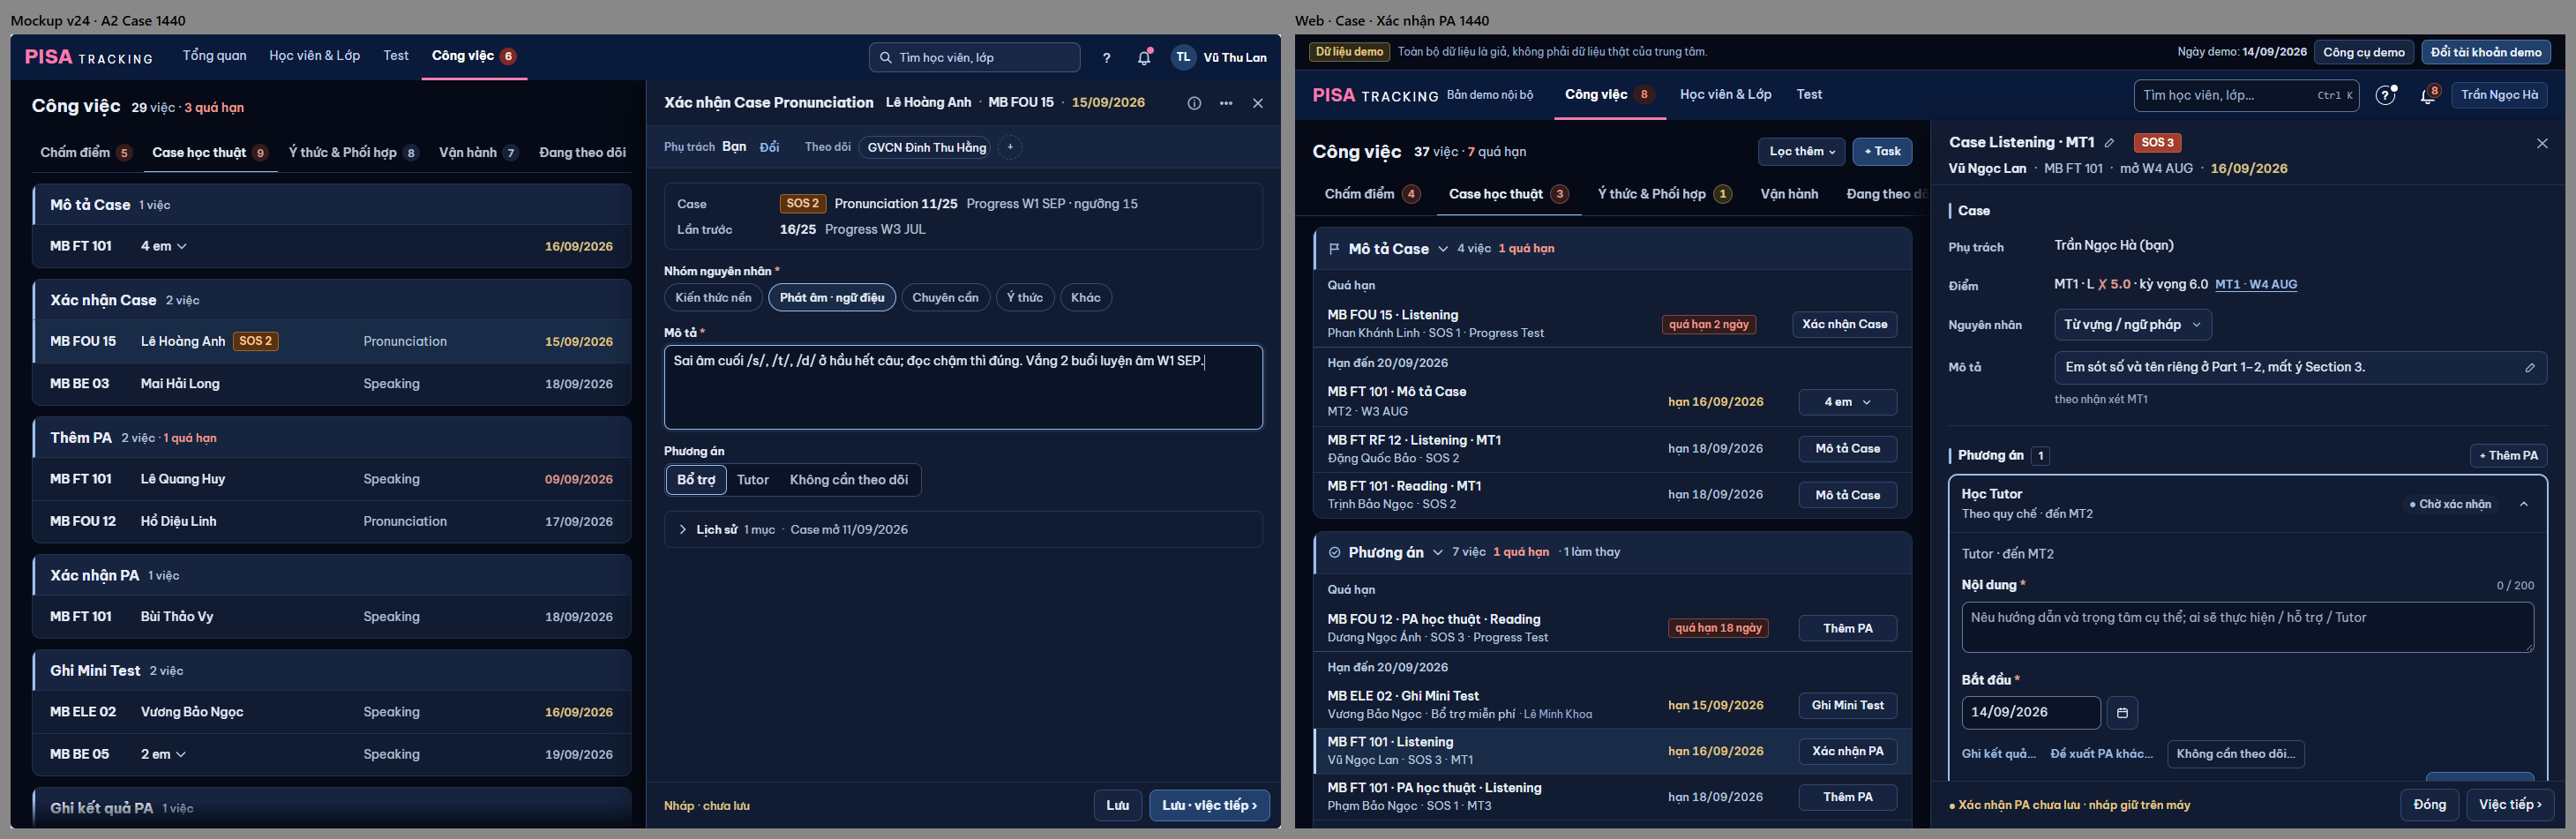 Mockup v24 · A2 Case 1440
PISA TRACKING Tổng quan Học viên & Lớp Test Công việc 6 Tìm học viên, lớp ? TL Vũ Thu Lan
Công việc 29 việc · 3 quá hạn
Chấm điểm 5 Case học thuật 9 Ý thức & Phối hợp 8 Vận hành 7 Đang theo dõi
Mô tả Case 1 việc
MB FT 101 4 em 16/09/2026
Xác nhận Case 2 việc
MB FOU 15 Lê Hoàng Anh SOS 2 Pronunciation 15/09/2026
MB BE 03 Mai Hải Long Speaking 18/09/2026
Thêm PA 2 việc · 1 quá hạn
MB FT 101 Lê Quang Huy Speaking 09/09/2026
MB FOU 12 Hồ Diệu Linh Pronunciation 17/09/2026
Xác nhận PA 1 việc
MB FT 101 Bùi Thảo Vy Speaking 18/09/2026
Ghi Mini Test 2 việc
MB ELE 02 Vương Bảo Ngọc Speaking 16/09/2026
MB BE 05 2 em Speaking 19/09/2026
Ghi kết quả PA 1 việc
Xác nhận Case Pronunciation Lê Hoàng Anh · MB FOU 15 · 15/09/2026
Phụ trách Bạn Đổi Theo dõi GVCN Đinh Thu Hằng +
Case SOS 2 Pronunciation 11/25 Progress W1 SEP · ngưỡng 15
Lần trước 16/25 Progress W3 JUL
Nhóm nguyên nhân *
Kiến thức nền Phát âm · ngữ điệu Chuyên cần Ý thức Khác
Mô tả *
Sai âm cuối /s/, /t/, /d/ ở hầu hết câu; đọc chậm thì đúng. Vắng 2 buổi luyện âm W1 SEP.
Phương án
Bổ trợ Tutor Không cần theo dõi
Lịch sử 1 mục · Case mở 11/09/2026
Nháp · chưa lưu Lưu Lưu · việc tiếp ›
Web · Case · Xác nhận PA 1440
Dữ liệu demo Toàn bộ dữ liệu là giả, không phải dữ liệu thật của trung tâm. Ngày demo: 14/09/2026 Công cụ demo Đổi tài khoản demo
PISA TRACKING Bản demo nội bộ Công việc 8 Học viên & Lớp Test Tìm học viên, lớp... Ctrl K ? 8 Trần Ngọc Hà
Công việc 37 việc · 7 quá hạn Lọc thêm + Task
Chấm điểm 4 Case học thuật 3 Ý thức & Phối hợp 1 Vận hành Đang theo dõi
Mô tả Case 4 việc 1 quá hạn
Quá hạn
MB FOU 15 · Listening
Phan Khánh Linh · SOS 1 · Progress Test quá hạn 2 ngày Xác nhận Case
Hạn đến 20/09/2026
MB FT 101 · Mô tả Case
MT2 · W3 AUG hạn 16/09/2026 4 em
MB FT RF 12 · Listening · MT1
Đặng Quốc Bảo · SOS 2 hạn 18/09/2026 Mô tả Case
MB FT 101 · Reading · MT1
Trịnh Bảo Ngọc · SOS 2 hạn 18/09/2026 Mô tả Case
Phương án 7 việc 1 quá hạn · 1 làm thay
Quá hạn
MB FOU 12 · PA học thuật · Reading
Dương Ngọc Ánh · SOS 3 · Progress Test quá hạn 18 ngày Thêm PA
Hạn đến 20/09/2026
MB ELE 02 · Ghi Mini Test
Vương Bảo Ngọc · Bổ trợ miễn phí · Lê Minh Khoa hạn 15/09/2026 Ghi Mini Test
MB FT 101 · Listening
Vũ Ngọc Lan · SOS 3 · MT1 hạn 16/09/2026 Xác nhận PA
MB FT 101 · PA học thuật · Listening
Phạm Bảo Ngọc · SOS 1 · MT3 hạn 18/09/2026 Thêm PA
Case Listening · MT1 SOS 3
Vũ Ngọc Lan · MB FT 101 · mở W4 AUG · 16/09/2026
Case
Phụ trách Trần Ngọc Hà (bạn)
Điểm MT1 · L ✗ 5.0 · kỳ vọng 6.0 MT1 · W4 AUG
Nguyên nhân Từ vựng / ngữ pháp
Mô tả Em sót số và tên riêng ở Part 1–2, mất ý Section 3.
theo nhận xét MT1
Phương án 1 + Thêm PA
Học Tutor
Theo quy chế · đến MT2 Chờ xác nhận
Tutor · đến MT2
Nội dung * 0 / 200
Nêu hướng dẫn và trọng tâm cụ thể; ai sẽ thực hiện / hỗ trợ / Tutor
Bắt đầu *
14/09/2026
Ghi kết quả... Đề xuất PA khác... Không cần theo dõi...
Xác nhận PA chưa lưu · nháp giữ trên máy Đóng Việc tiếp ›